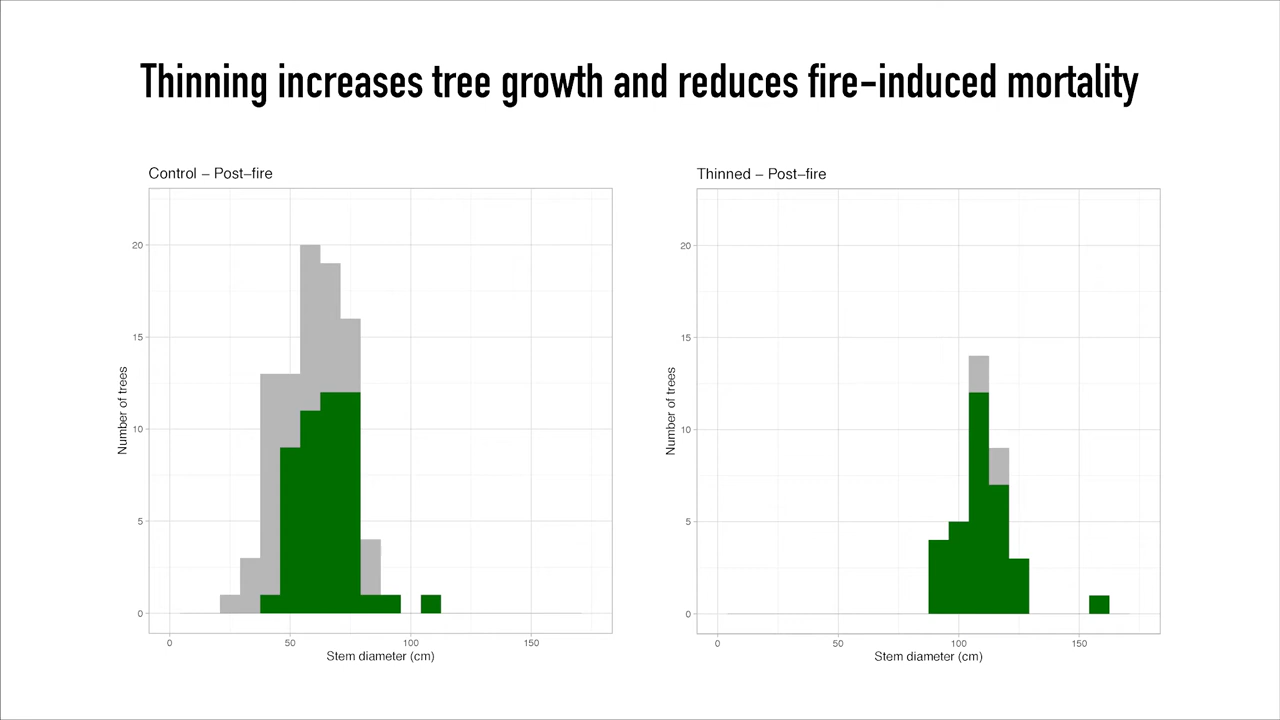 Thinning increases tree growth and reduces fire-induced mortality
Control – Post–fire
20
15
10
5
0
Number of trees
0 50 100 150
Stem diameter (cm)
Thinned – Post–fire
20
15
10
5
0
Number of trees
0 50 100 150
Stem diameter (cm)